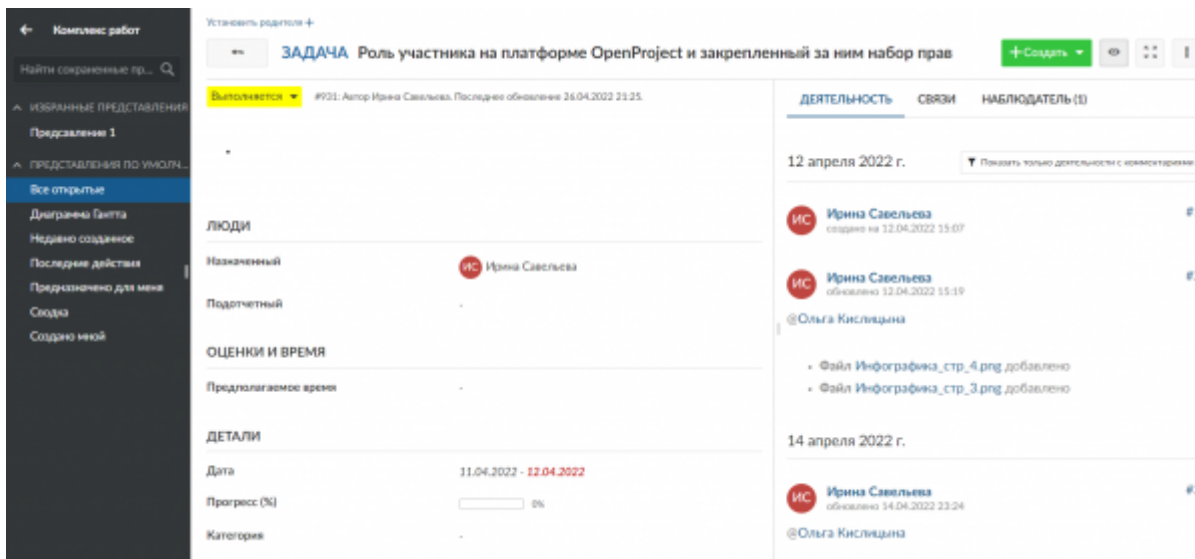 Комплекс работ
Найти сохраненные пр...
ИЗБРАННЫЕ ПРЕДСТАВЛЕНИЯ
Предсавление 1
ПРЕДСТАВЛЕНИЯ ПО УМОЛЧ...
Все открытые
Диаграмма Гантта
Недавно созданное
Последние действия
Предназначено для меня
Сводка
Создано мной
Установить родителя +
ЗАДАЧА Роль участника на платформе OpenProject и закрепленный за ним набор прав
+ Создать
Выполняется
#931: Автор Ирина Савельева. Последнее обновление 26.04.2022 21:25.
ЛЮДИ
Назначенный ИС Ирина Савельева
Подотчетный -
ОЦЕНКИ И ВРЕМЯ
Предполагаемое время -
ДЕТАЛИ
Дата 11.04.2022 - 12.04.2022
Прогресс (%) 0%
Категория -
ДЕЯТЕЛЬНОСТЬ СВЯЗИ НАБЛЮДАТЕЛЬ (1)
12 апреля 2022 г. Показать только деятельности с комментариями
ИС Ирина Савельева
создано на 12.04.2022 15:07
ИС Ирина Савельева
обновлено 12.04.2022 15:19
@Ольга Кислицына
• Файл Инфографика_стр_4.png добавлено
• Файл Инфографика_стр_3.png добавлено
14 апреля 2022 г.
ИС Ирина Савельева
обновлено 14.04.2022 23:24
@Ольга Кислицына